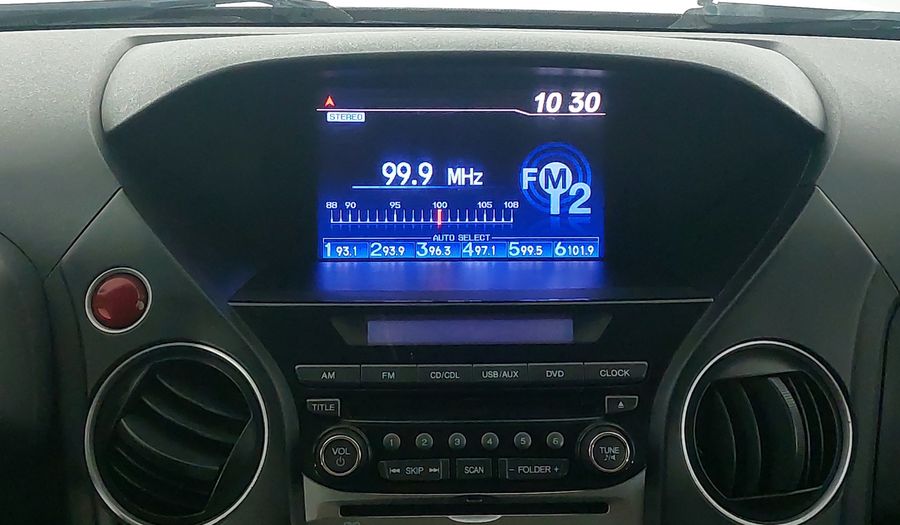 10 30
STEREO
99.9 MHz
FM 2
88 90 95 100 105 108
AUTO SELECT
1 93.1 2 93.9 3 96.3 4 97.1 5 99.5 6 101.9
AM FM CD/CDL USB/AUX DVD CLOCK
TITLE
1 2 3 4 5 6
VOL
TUNE
SKIP SCAN − FOLDER +